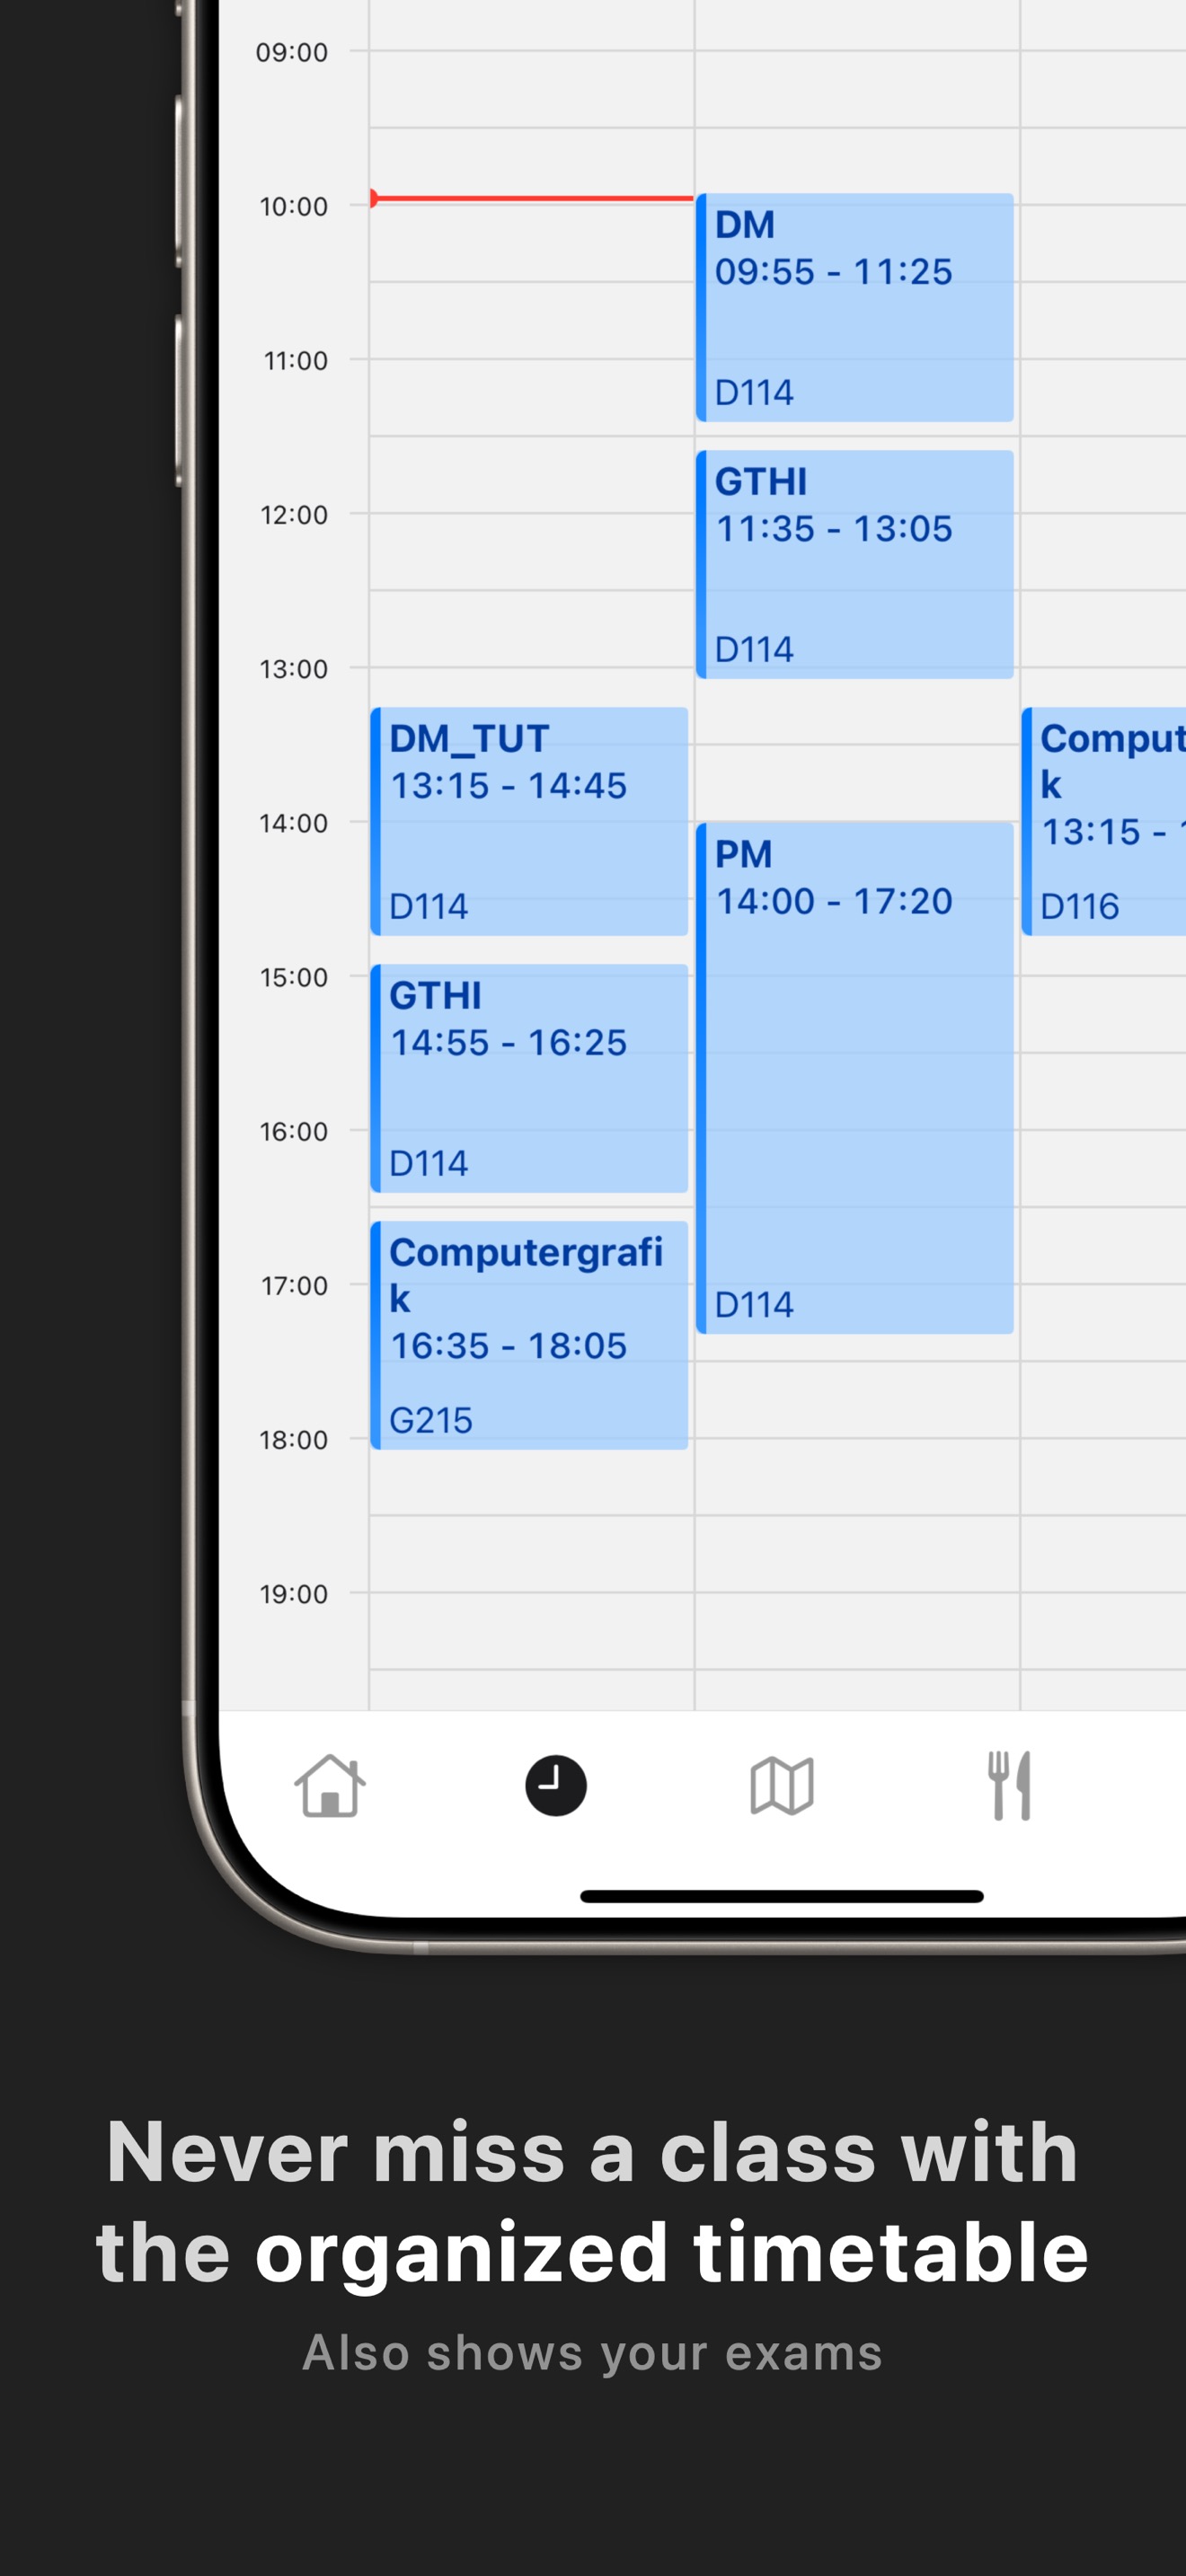 09:00
10:00
11:00
12:00
13:00
14:00
15:00
16:00
17:00
18:00
19:00
DM_TUT
13:15 - 14:45
D114
GTHI
14:55 - 16:25
D114
Computergrafi
k
16:35 - 18:05
G215
DM
09:55 - 11:25
D114
GTHI
11:35 - 13:05
D114
PM
14:00 - 17:20
D114
Comput
k
13:15 -
D116
Never miss a class with
the organized timetable
Also shows your exams